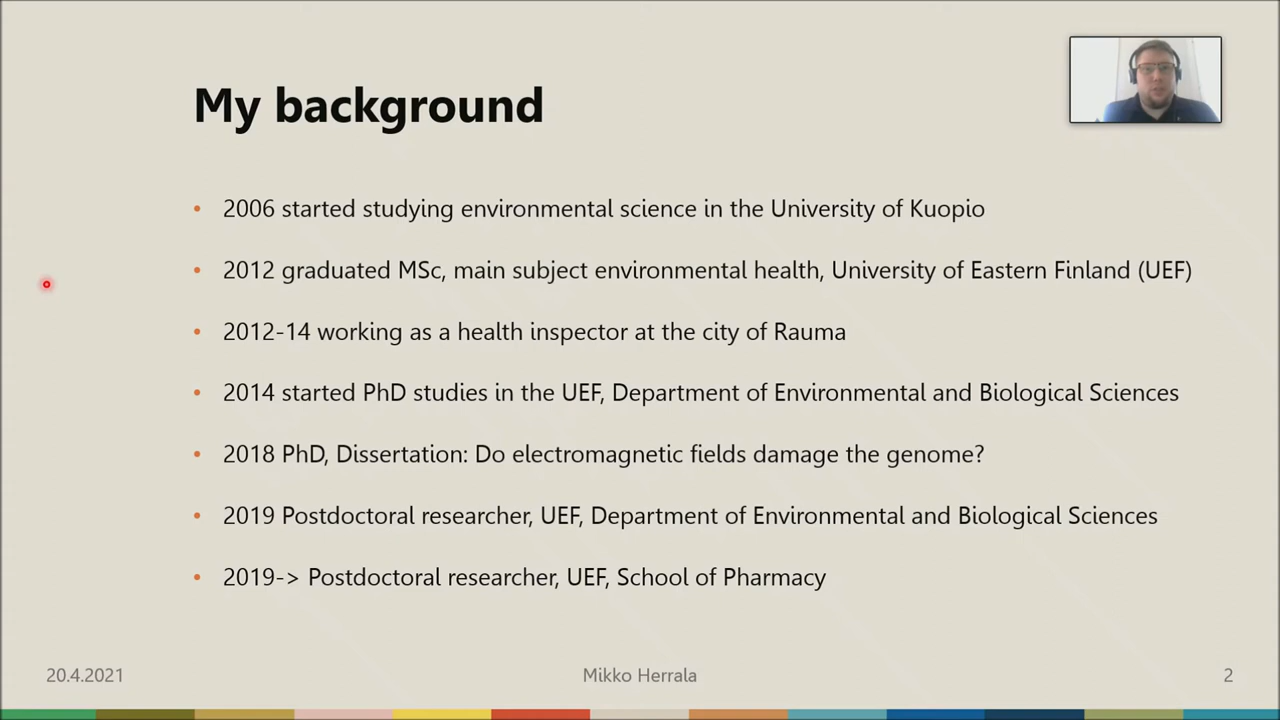 My background
• 2006 started studying environmental science in the University of Kuopio
• 2012 graduated MSc, main subject environmental health, University of Eastern Finland (UEF)
• 2012-14 working as a health inspector at the city of Rauma
• 2014 started PhD studies in the UEF, Department of Environmental and Biological Sciences
• 2018 PhD, Dissertation: Do electromagnetic fields damage the genome?
• 2019 Postdoctoral researcher, UEF, Department of Environmental and Biological Sciences
• 2019-> Postdoctoral researcher, UEF, School of Pharmacy
20.4.2021
Mikko Herrala
2